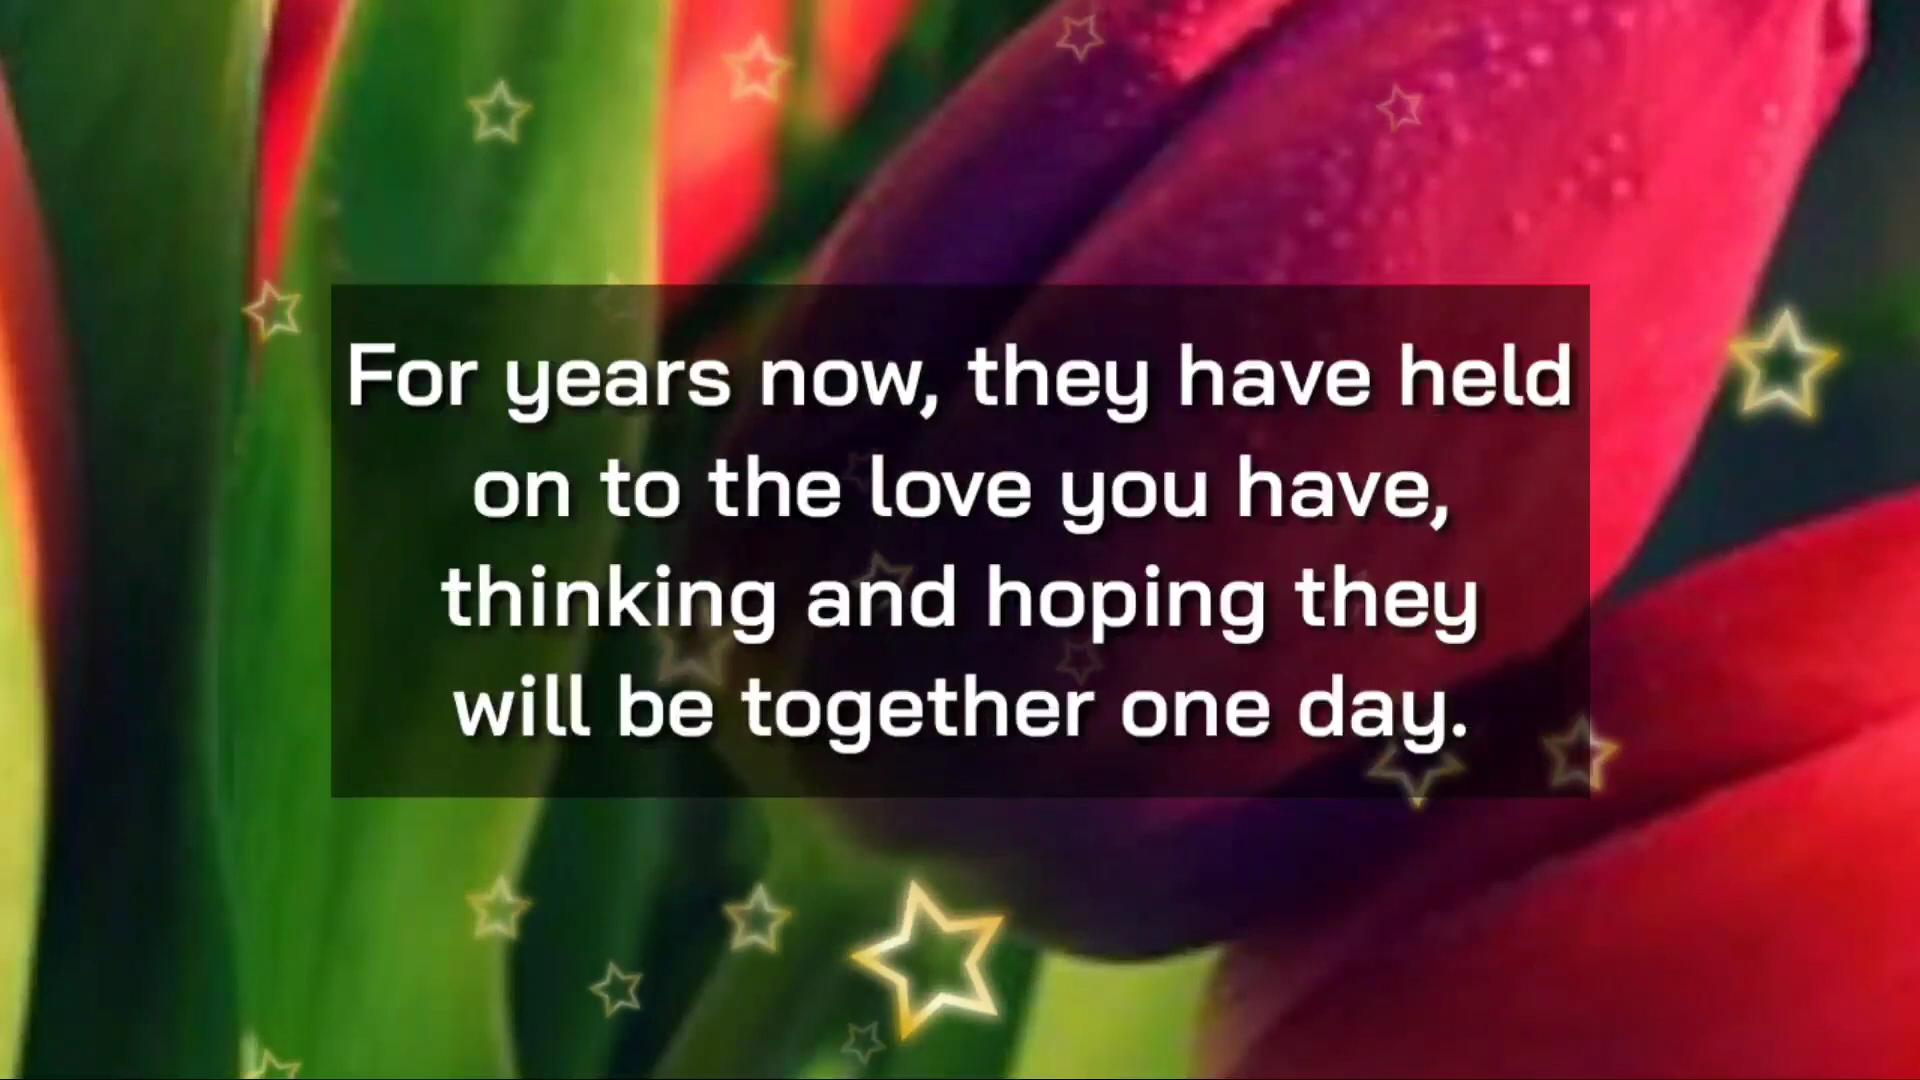 For years now, they have held
on to the love you have,
thinking and hoping they
will be together one day.